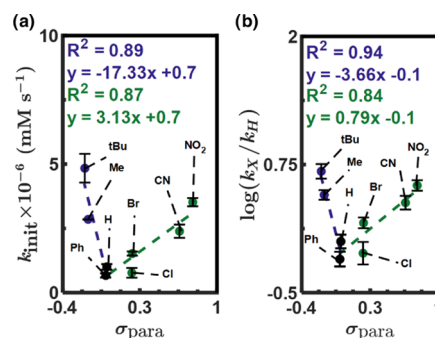 (a)
10
R² = 0.89
y = -17.33x +0.7
R² = 0.87
y = 3.13x +0.7
tBu
Me
NO₂
CN
5
H
Br
Ph
Cl
0
-0.4
0.3
1
k_init ×10⁻⁶ (mM s⁻¹)
σ_para
(b)
2
R² = 0.94
y = -3.66x -0.1
R² = 0.84
y = 0.79x -0.1
tBu
Me
NO₂
CN
0.75
Br
H
Ph
Cl
-0.5
-0.4
0.3
1
log(k_X/k_H)
σ_para